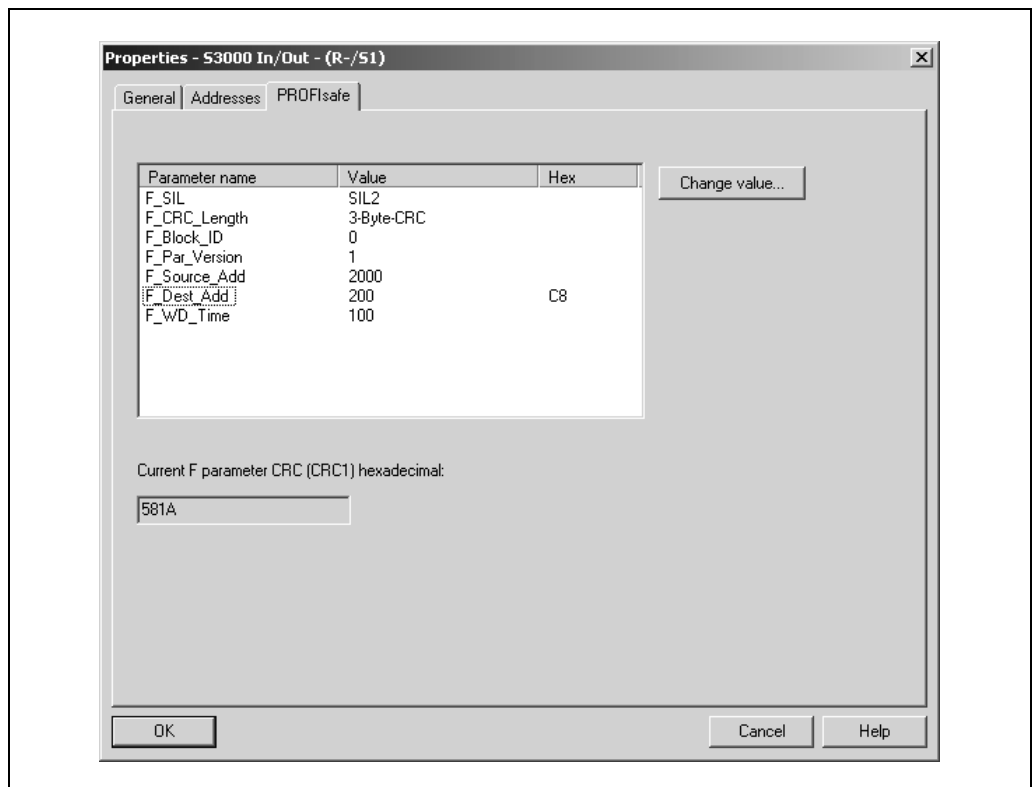 Properties - S3000 In/Out - (R-/S1)
General Addresses PROFIsafe
Parameter name Value Hex
F_SIL SIL2
F_CRC_Length 3-Byte-CRC
F_Block_ID 0
F_Par_Version 1
F_Source_Add 2000
F_Dest_Add 200 C8
F_WD_Time 100
Change value...
Current F parameter CRC (CRC1) hexadecimal:
581A
OK Cancel Help